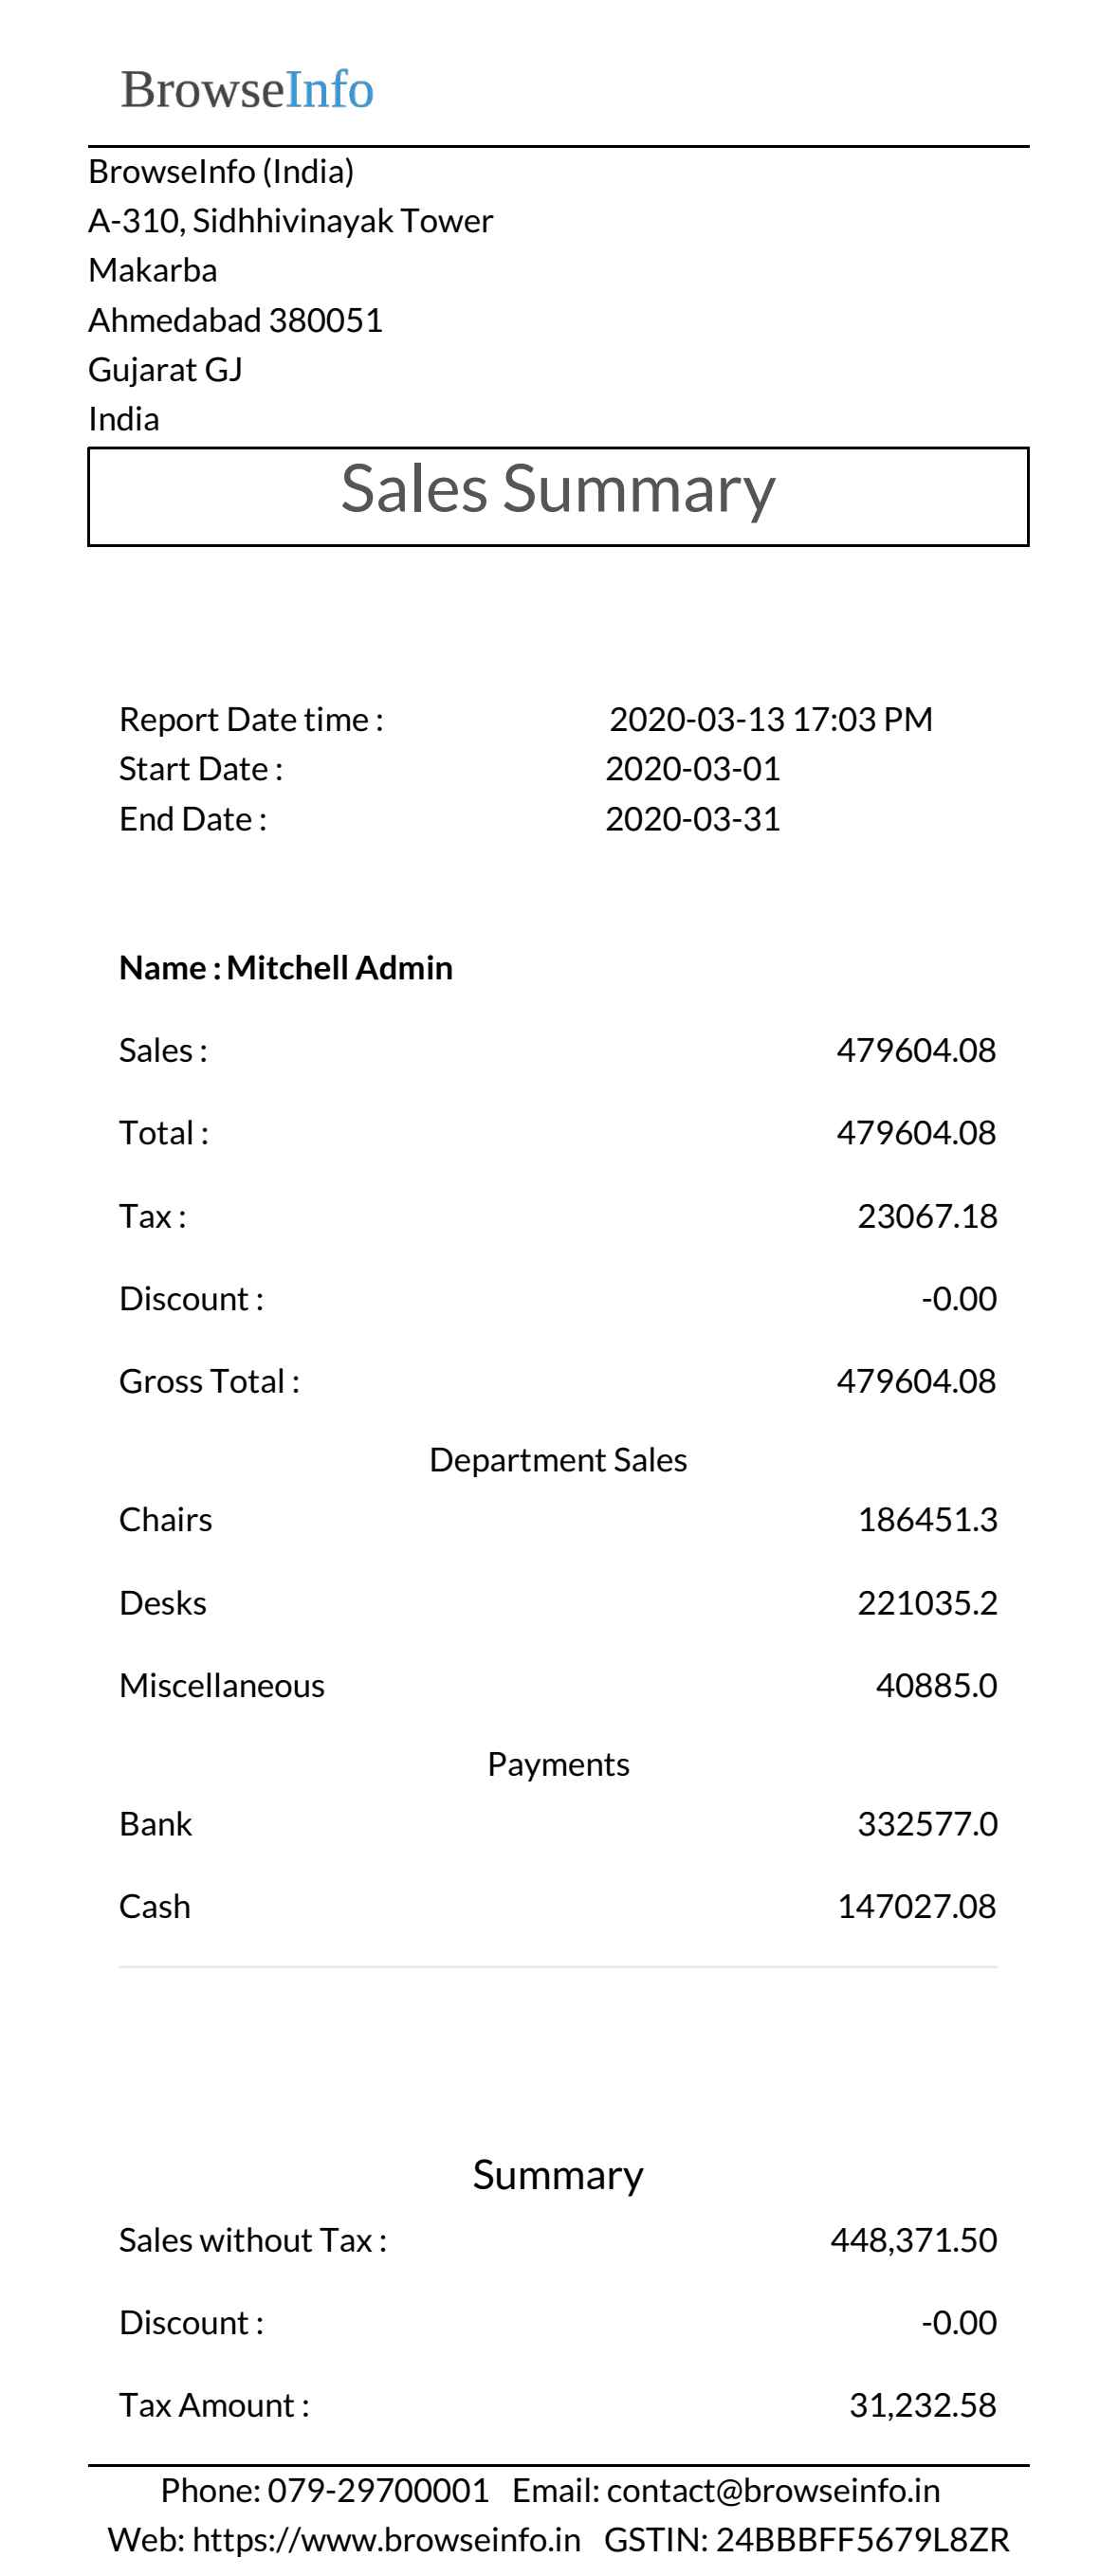 BrowseInfo
BrowseInfo (India)
A-310, Sidhhivinayak Tower
Makarba
Ahmedabad 380051
Gujarat GJ
India
Sales Summary
Report Date time : 2020-03-13 17:03 PM
Start Date : 2020-03-01
End Date : 2020-03-31
Name : Mitchell Admin
Sales : 479604.08
Total : 479604.08
Tax : 23067.18
Discount : -0.00
Gross Total : 479604.08
Department Sales
Chairs 186451.3
Desks 221035.2
Miscellaneous 40885.0
Payments
Bank 332577.0
Cash 147027.08
Summary
Sales without Tax : 448,371.50
Discount : -0.00
Tax Amount : 31,232.58
Phone: 079-29700001 Email: contact@browseinfo.in
Web: https://www.browseinfo.in GSTIN: 24BBBFF5679L8ZR